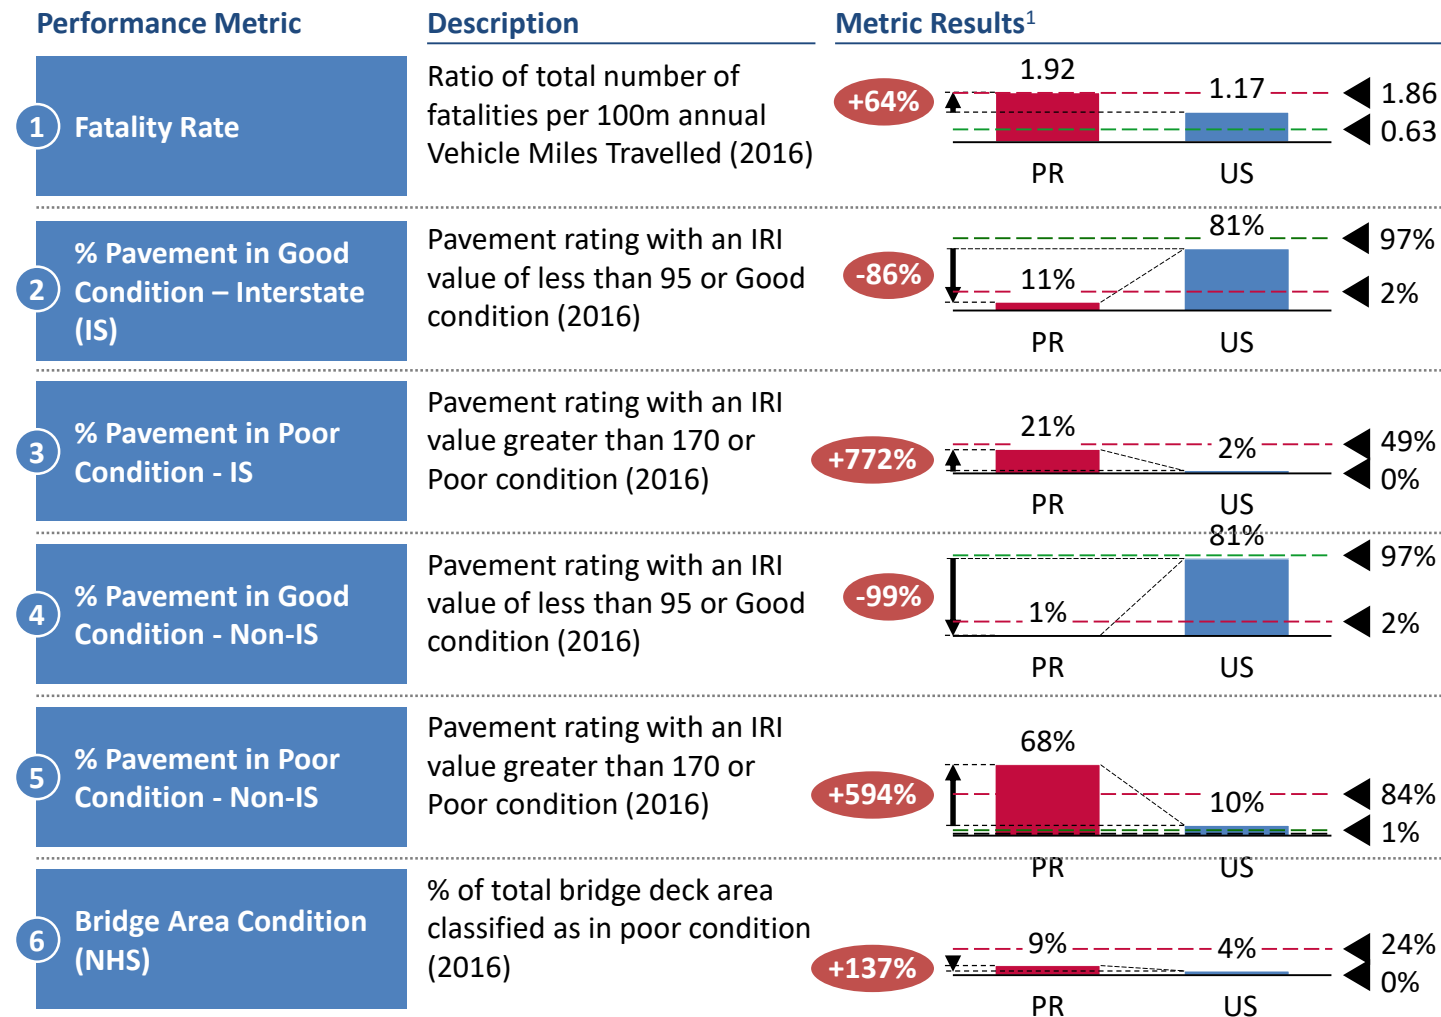 Performance Metric
Description
Metric Results¹
1
Fatality Rate
Ratio of total number of
fatalities per 100m annual
Vehicle Miles Travelled (2016)
+64%
1.92
1.17
1.86
0.63
PR
US
2
% Pavement in Good
Condition – Interstate
(IS)
Pavement rating with an IRI
value of less than 95 or Good
condition (2016)
-86%
11%
81%
97%
2%
PR
US
3
% Pavement in Poor
Condition - IS
Pavement rating with an IRI
value greater than 170 or
Poor condition (2016)
+772%
21%
2%
49%
0%
PR
US
4
% Pavement in Good
Condition - Non-IS
Pavement rating with an IRI
value of less than 95 or Good
condition (2016)
-99%
1%
81%
97%
2%
PR
US
5
% Pavement in Poor
Condition - Non-IS
Pavement rating with an IRI
value greater than 170 or
Poor condition (2016)
+594%
68%
10%
84%
1%
PR
US
6
Bridge Area Condition
(NHS)
% of total bridge deck area
classified as in poor condition
(2016)
+137%
9%
4%
24%
0%
PR
US